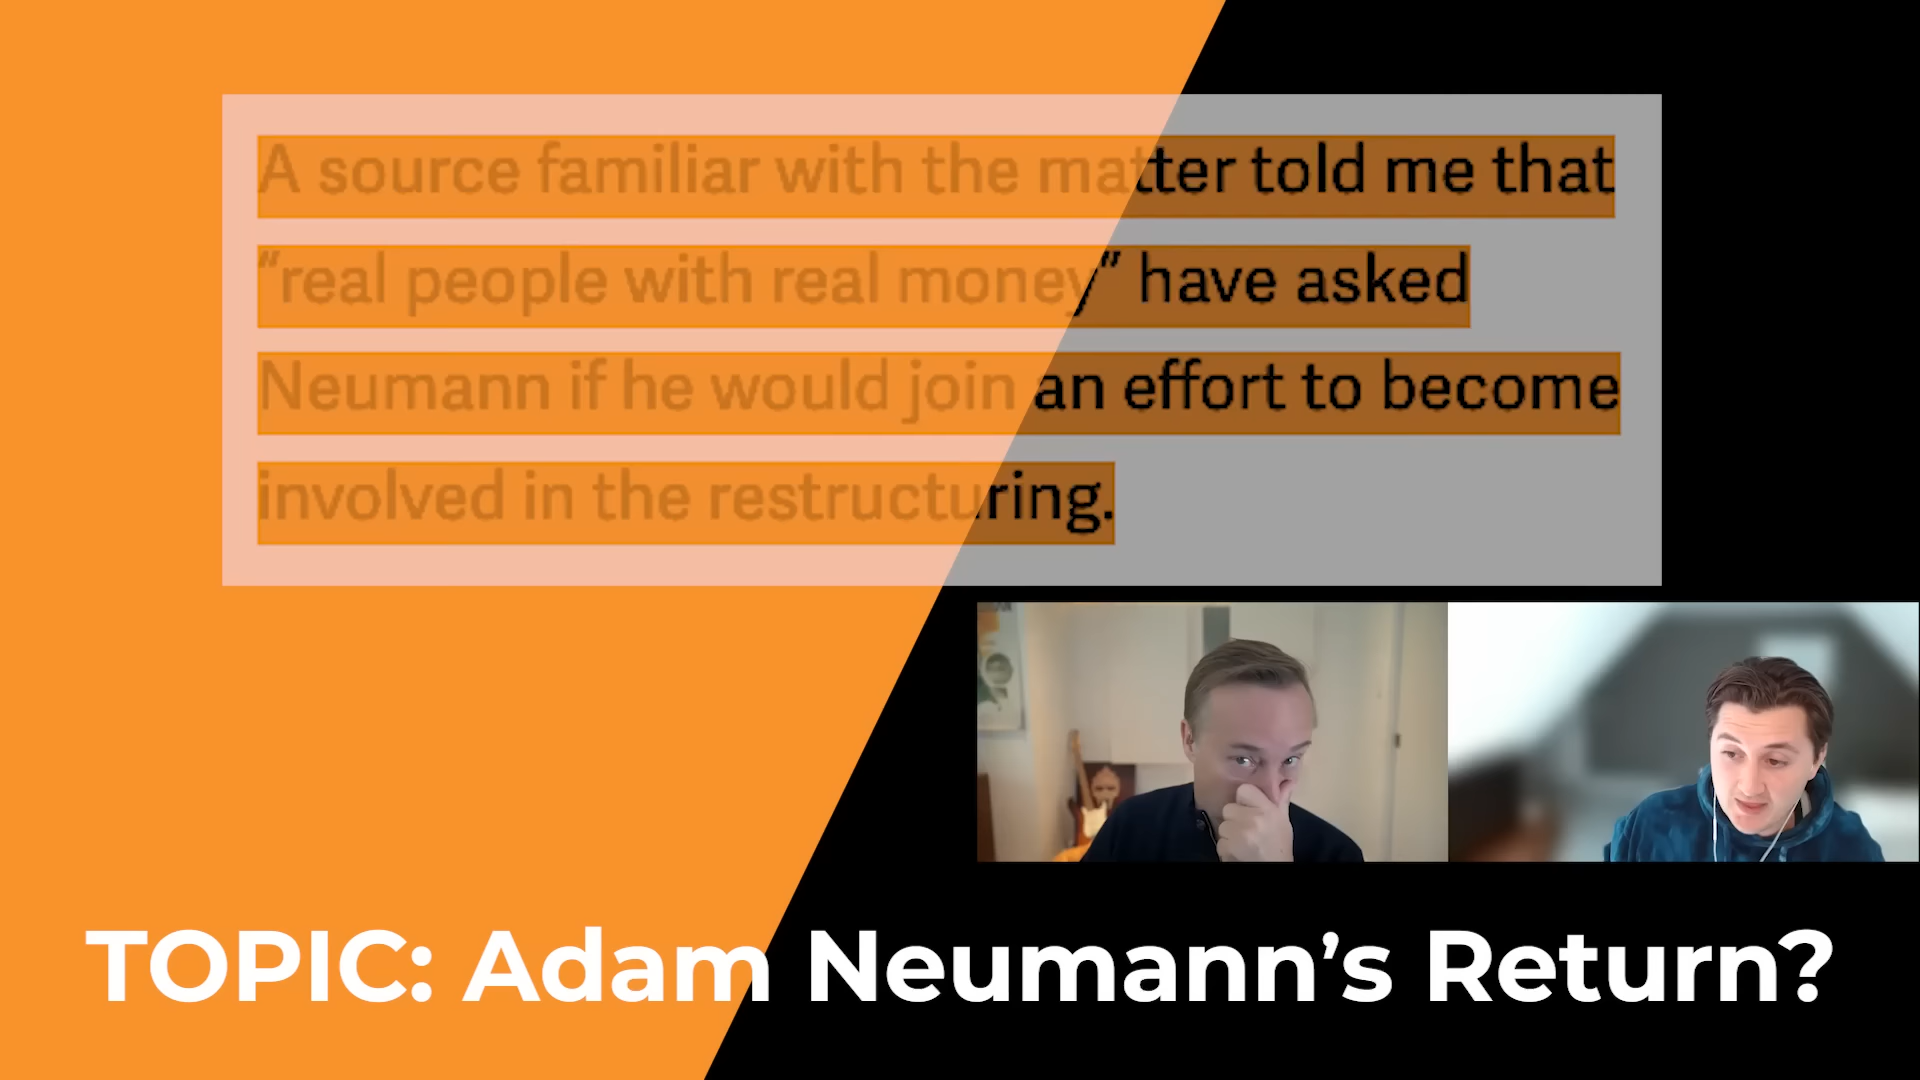 A source familiar with the matter told me that
“real people with real money” have asked
Neumann if he would join an effort to become
involved in the restructuring.
TOPIC: Adam Neumann’s Return?